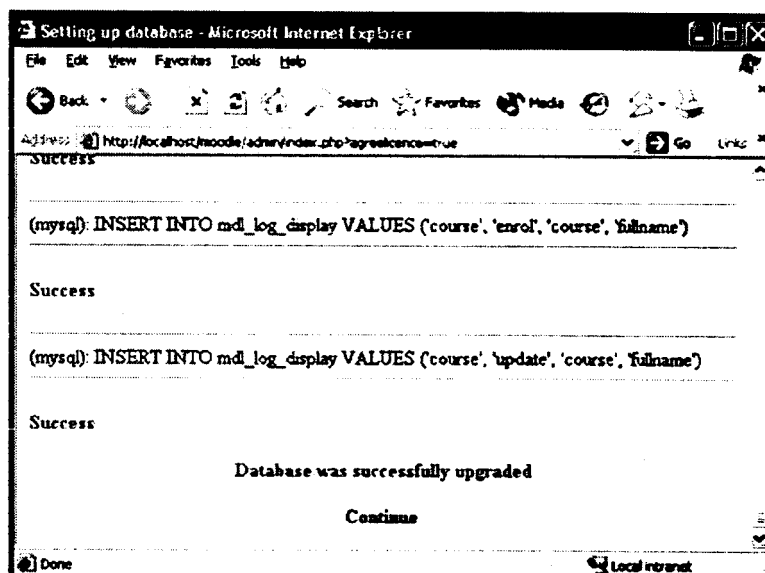 Setting up database - Microsoft Internet Explorer
File Edit View Favorites Tools Help
Back Search Favorites Media
Address http://localhost/moodle/admin/index.php?agreelicence=true Go Links
Success
(mysql): INSERT INTO mdl_log_display VALUES ('course', 'enrol', 'course', 'fullname')
Success
(mysql): INSERT INTO mdl_log_display VALUES ('course', 'update', 'course', 'fullname')
Success
Database was successfully upgraded
Continue
Done Local intranet